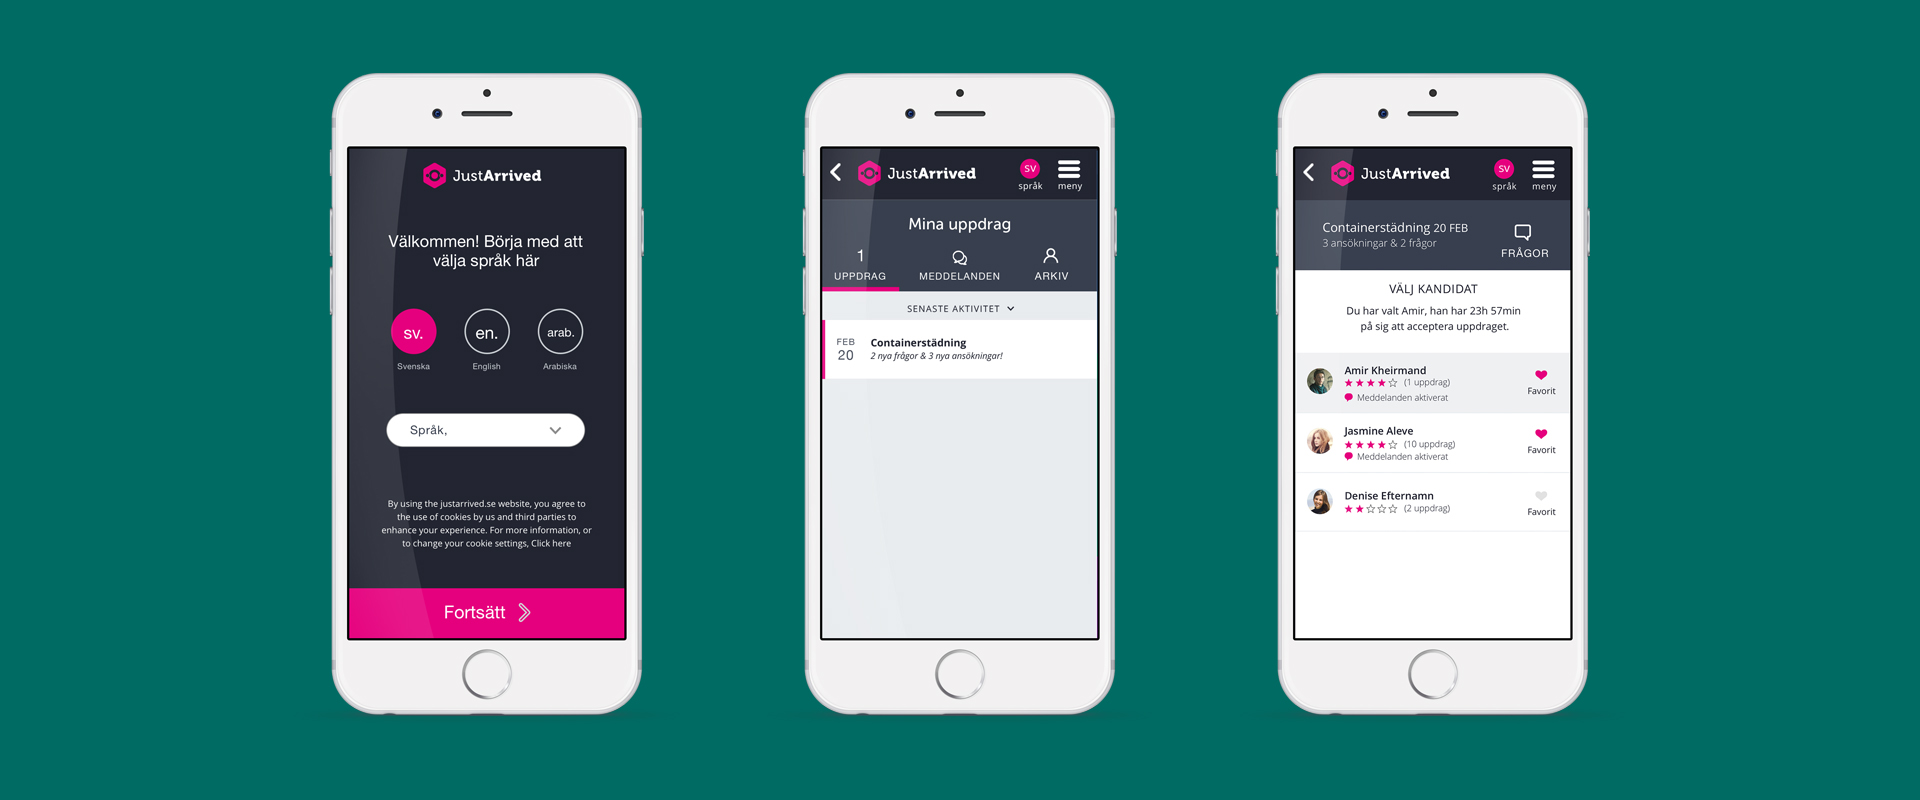 JustArrived
Välkommen! Börja med att
välja språk här
sv.
en.
arab.
Svenska
English
Arabiska
Språk,
By using the justarrived.se website, you agree to
the use of cookies by us and third parties to
enhance your experience. For more information, or
to change your cookie settings, Click here
Fortsätt
JustArrived
SV
språk
meny
Mina uppdrag
1
UPPDRAG
MEDDELANDEN
ARKIV
SENASTE AKTIVITET
FEB
20
Containerstädning
2 nya frågor & 3 nya ansökningar!
JustArrived
SV
språk
meny
Containerstädning 20 FEB
3 ansökningar & 2 frågor
FRÅGOR
VÄLJ KANDIDAT
Du har valt Amir, han har 23h 57min
på sig att acceptera uppdraget.
Amir Kheirmand
(1 uppdrag)
Meddelanden aktiverat
Favorit
Jasmine Aleve
(10 uppdrag)
Meddelanden aktiverat
Favorit
Denise Efternamn
(2 uppdrag)
Favorit